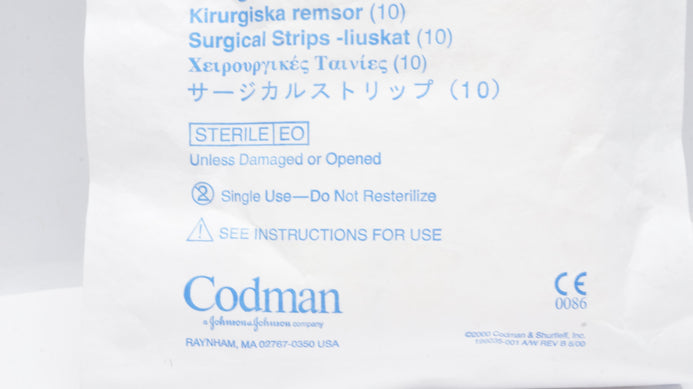 Kirurgiska remsor (10)
Surgical Strips -liuskat (10)
Χειρουργικές Ταινίες (10)
サージカルストリップ (10)
STERILE EO
Unless Damaged or Opened
2 Single Use—Do Not Resterilize
! SEE INSTRUCTIONS FOR USE
Codman
a Johnson & Johnson company
RAYNHAM, MA 02767-0350 USA
CE
0086
©2000 Codman & Shurtleff, Inc.
A/W REV B